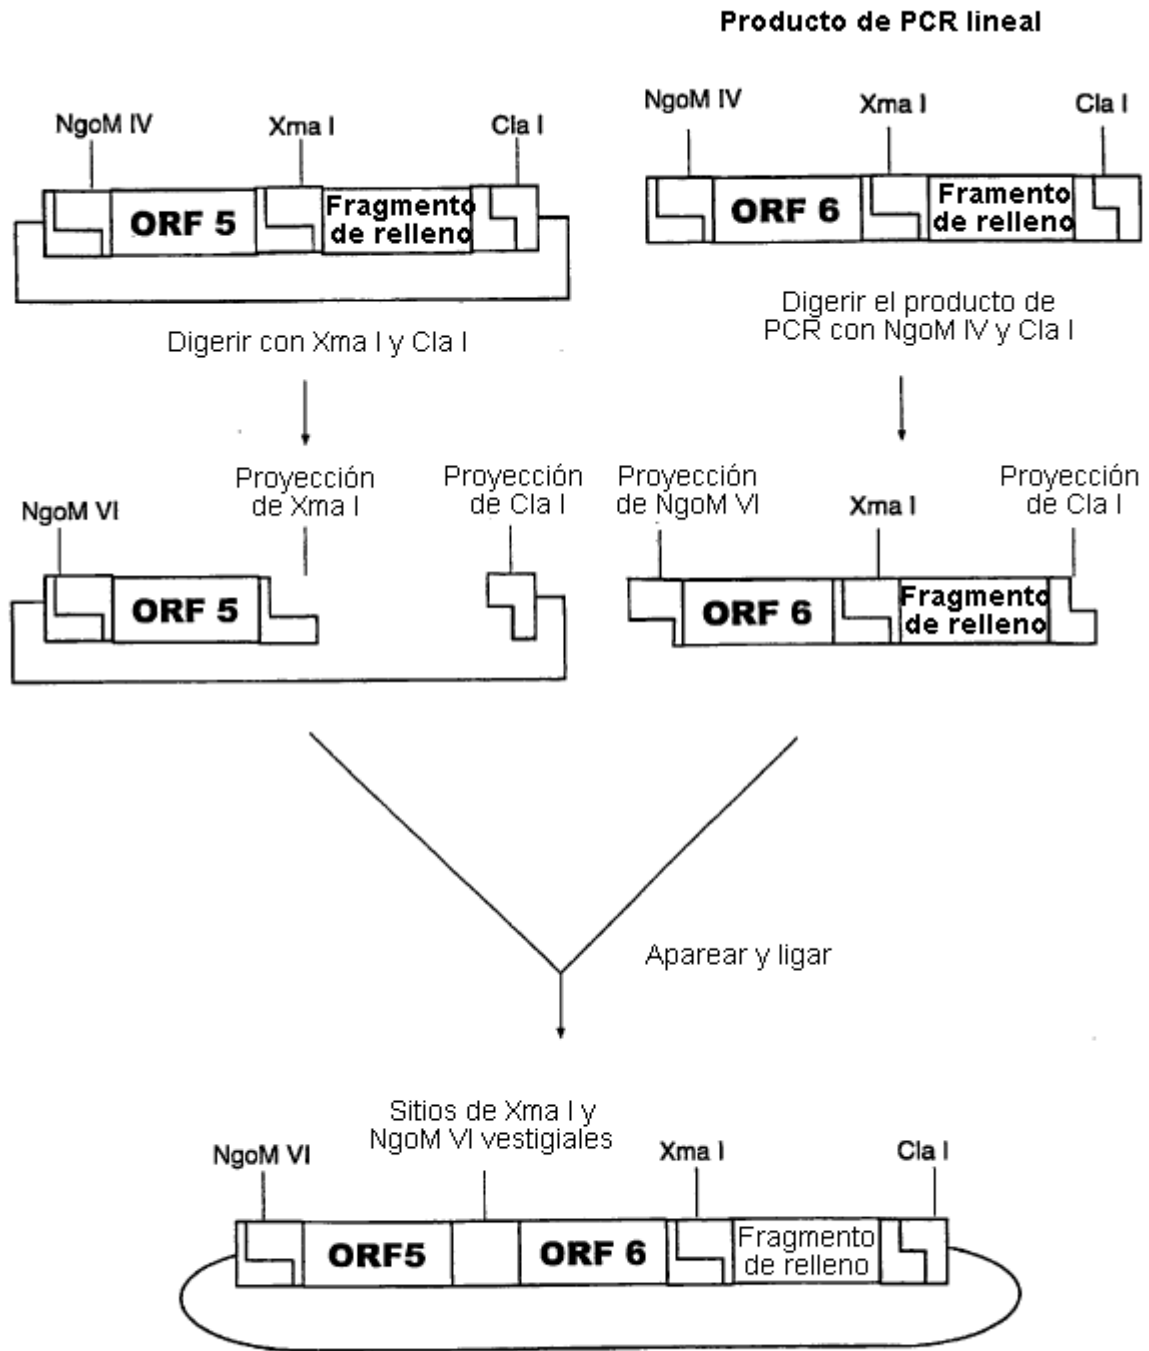 Producto de PCR lineal
NgoM IV
Xma I
Cla I
ORF 5
Fragmento
de relleno
NgoM IV
Xma I
Cla I
ORF 6
Framento
de relleno
Digerir con Xma I y Cla I
Digerir el producto de
PCR con NgoM IV y Cla I
NgoM VI
Proyección
de Xma I
Proyección
de Cla I
ORF 5
Proyección
de NgoM VI
Xma I
Proyección
de Cla I
ORF 6
Fragmento
de relleno
Aparear y ligar
NgoM VI
Sitios de Xma I y
NgoM VI vestigiales
Xma I
Cla I
ORF5
ORF 6
Fragmento
de relleno